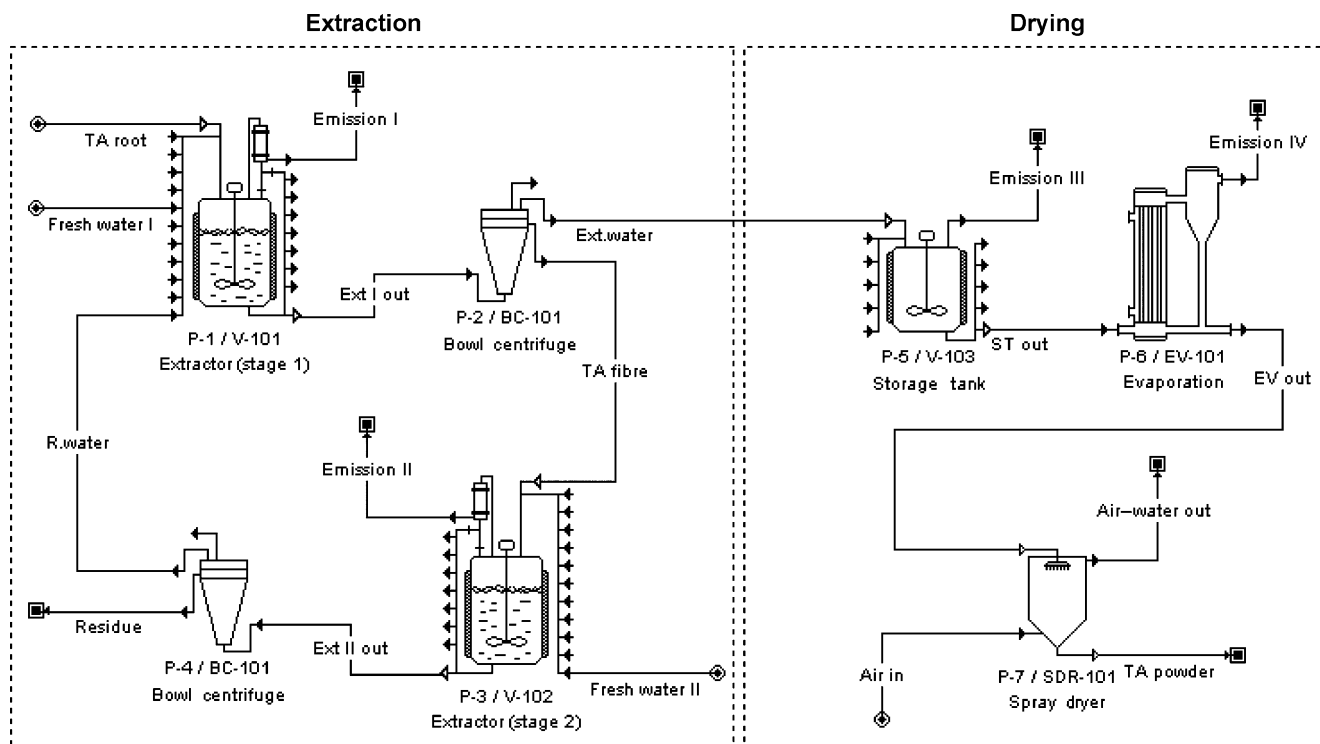 Extraction
Drying
Emission I
TA root
Fresh water I
Ext.water
Ext I out
P-1 / V-101
Extractor (stage 1)
P-2 / BC-101
Bowl centrifuge
TA fibre
R.water
Emission II
Residue
Ext II out
P-4 / BC-101
Bowl centrifuge
P-3 / V-102
Extractor (stage 2)
Fresh water II
Emission III
Emission IV
ST out
P-5 / V-103
Storage tank
P-6 / EV-101
Evaporation
EV out
Air-water out
Air in
P-7 / SDR-101
Spray dryer
TA powder